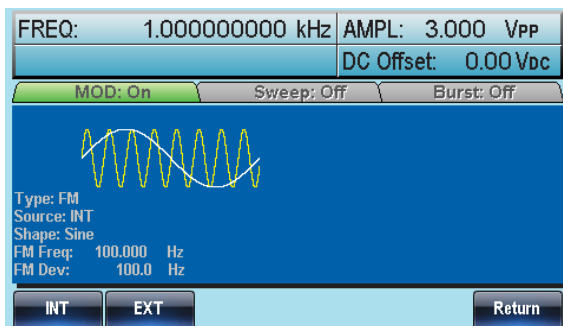 FREQ: 1.000000000 kHz
AMPL: 3.000 VPP
DC Offset: 0.00 VDC
MOD: On
Sweep: Off
Burst: Off
Type: FM
Source: INT
Shape: Sine
FM Freq: 100.000 Hz
FM Dev: 100.0 Hz
INT
EXT
Return